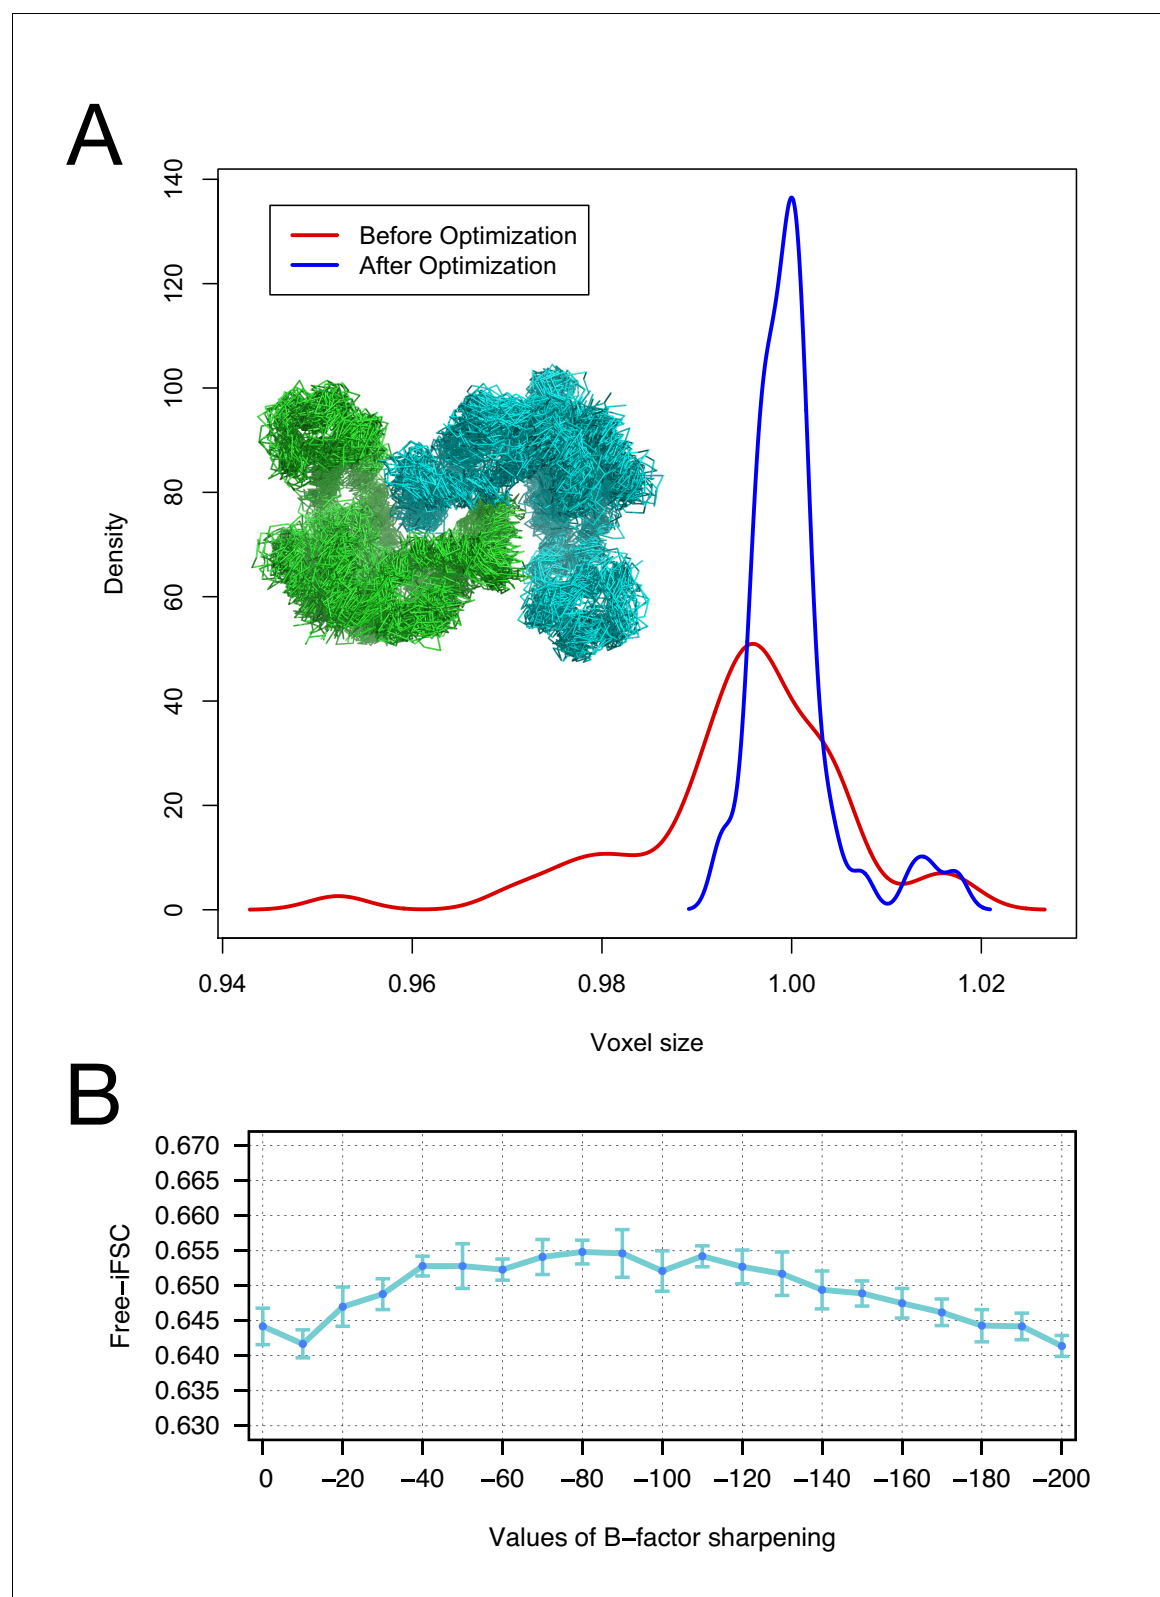 A
140
120
100
80
60
40
20
0
Density
Before Optimization
After Optimization
0.94 0.96 0.98 1.00 1.02
Voxel size
B
0.670
0.665
0.660
0.655
0.650
0.645
0.640
0.635
0.630
Free–iFSC
0 –20 –40 –60 –80 –100 –120 –140 –160 –180 –200
Values of B–factor sharpening